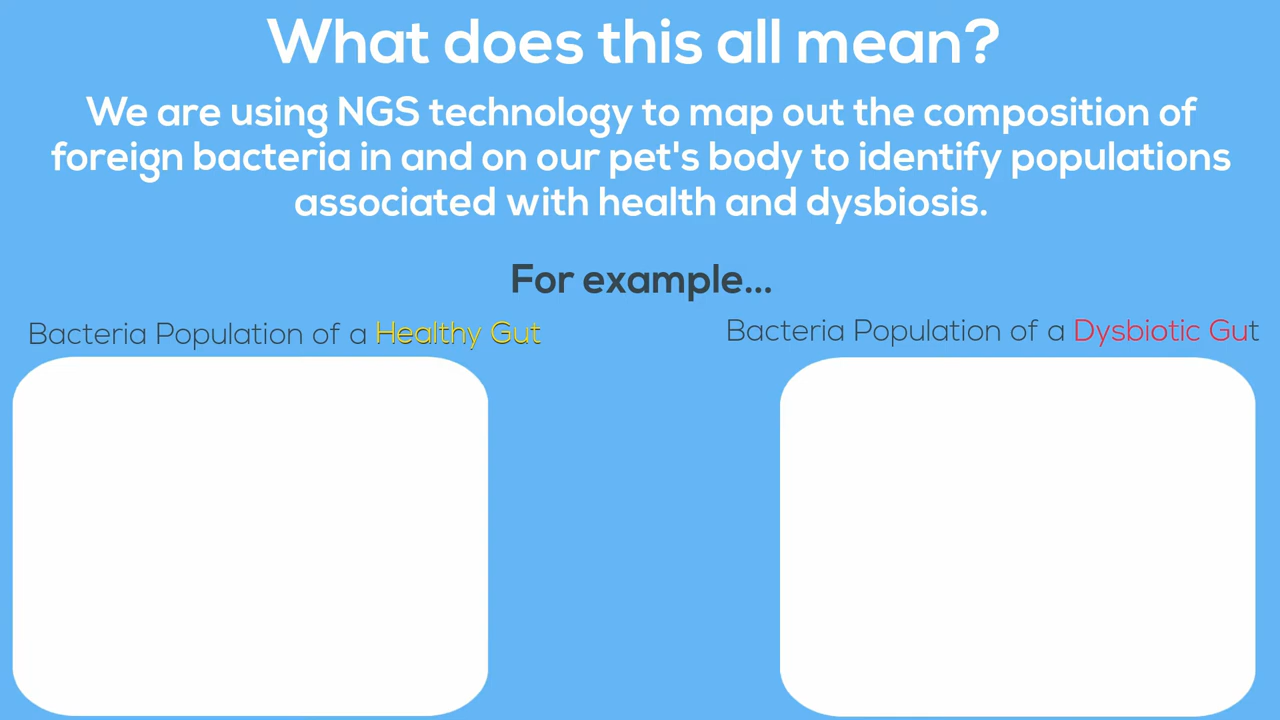 What does this all mean?
We are using NGS technology to map out the composition of
foreign bacteria in and on our pet's body to identify populations
associated with health and dysbiosis.
For example...
Bacteria Population of a Healthy Gut
Bacteria Population of a Dysbiotic Gut